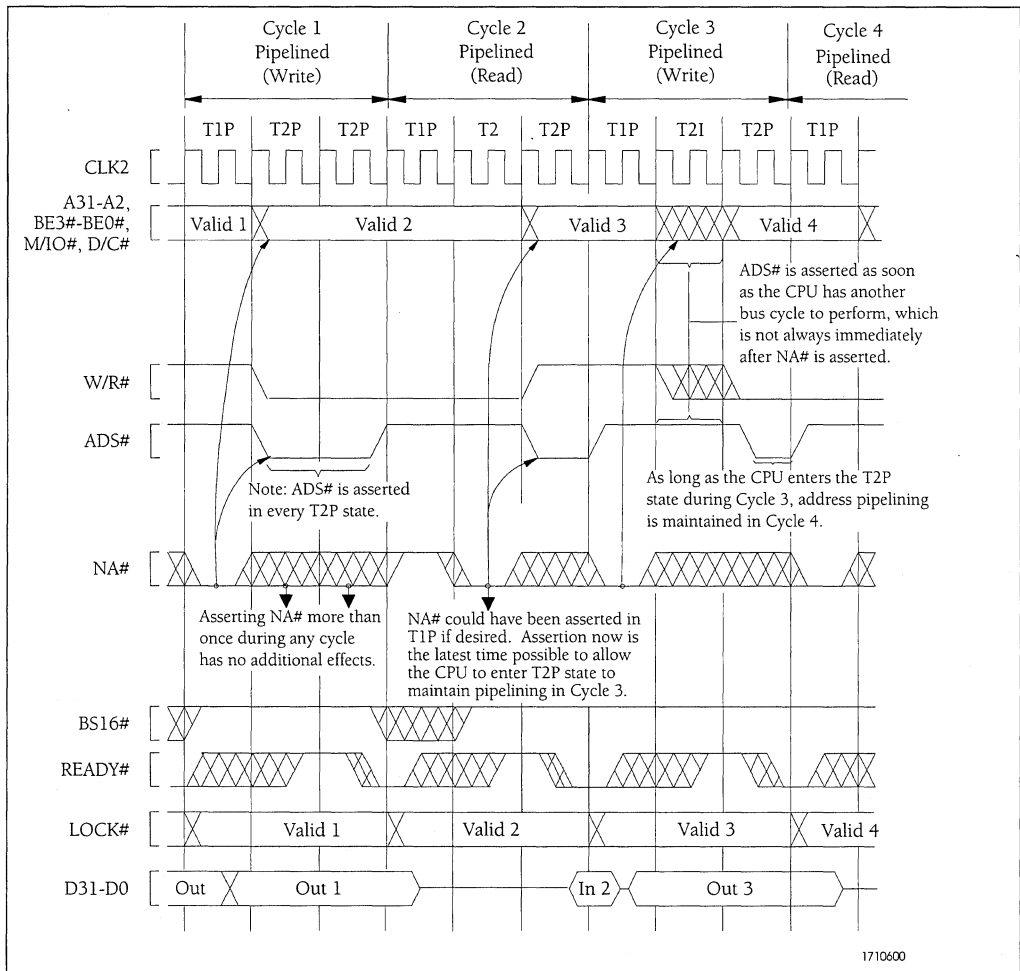 Cycle 1
Pipelined
(Write)
Cycle 2
Pipelined
(Read)
Cycle 3
Pipelined
(Write)
Cycle 4
Pipelined
(Read)
T1P T2P T2P T1P T2 T2P T1P T2I T2P T1P
CLK2
A31-A2,
BE3#-BE0#,
M/IO#, D/C#
Valid 1 Valid 2 Valid 3 Valid 4
ADS# is asserted as soon
as the CPU has another
bus cycle to perform, which
is not always immediately
after NA# is asserted.
W/R#
ADS#
Note: ADS# is asserted
in every T2P state.
As long as the CPU enters the T2P
state during Cycle 3, address pipelining
is maintained in Cycle 4.
NA#
Asserting NA# more than
once during any cycle
has no additional effects.
NA# could have been asserted in
T1P if desired. Assertion now is
the latest time possible to allow
the CPU to enter T2P state to
maintain pipelining in Cycle 3.
BS16#
READY#
LOCK#
Valid 1 Valid 2 Valid 3 Valid 4
D31-D0
Out Out 1 In 2 Out 3
1710600